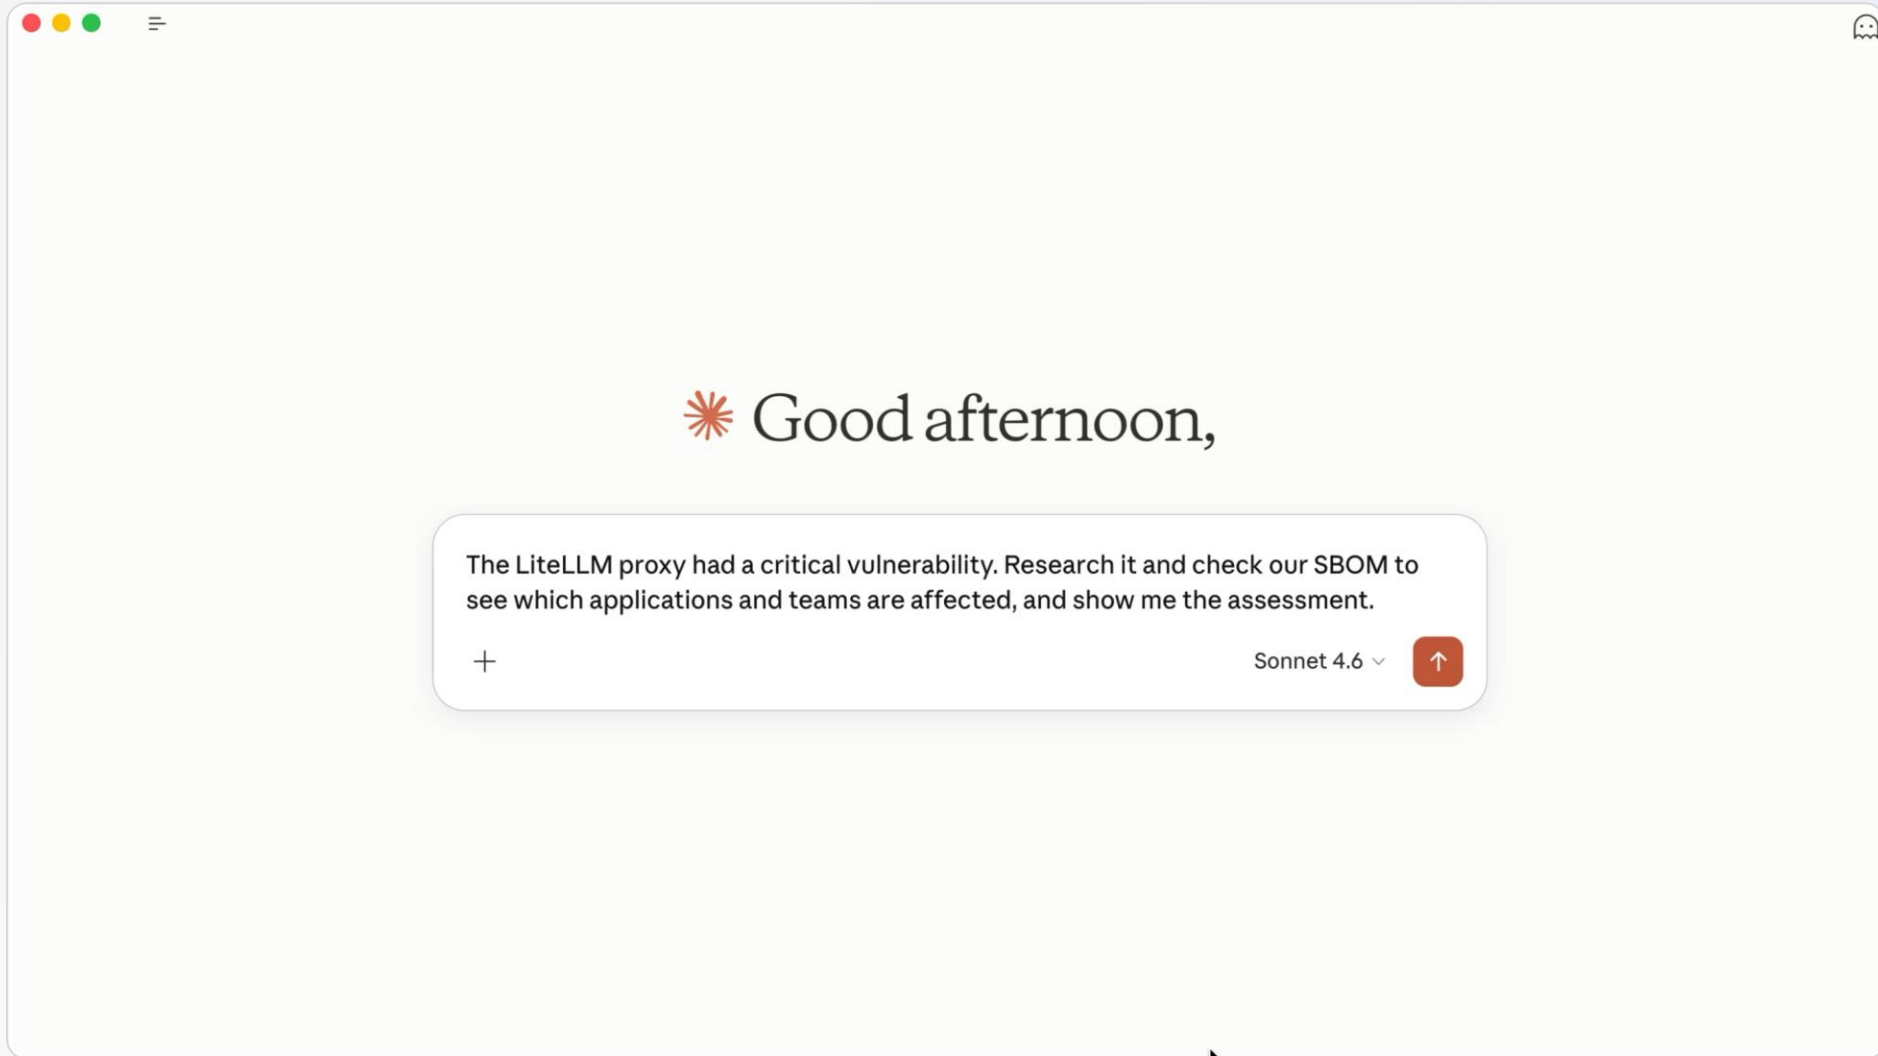 Good afternoon,
The LiteLLM proxy had a critical vulnerability. Research it and check our SBOM to
see which applications and teams are affected, and show me the assessment.
Sonnet 4.6